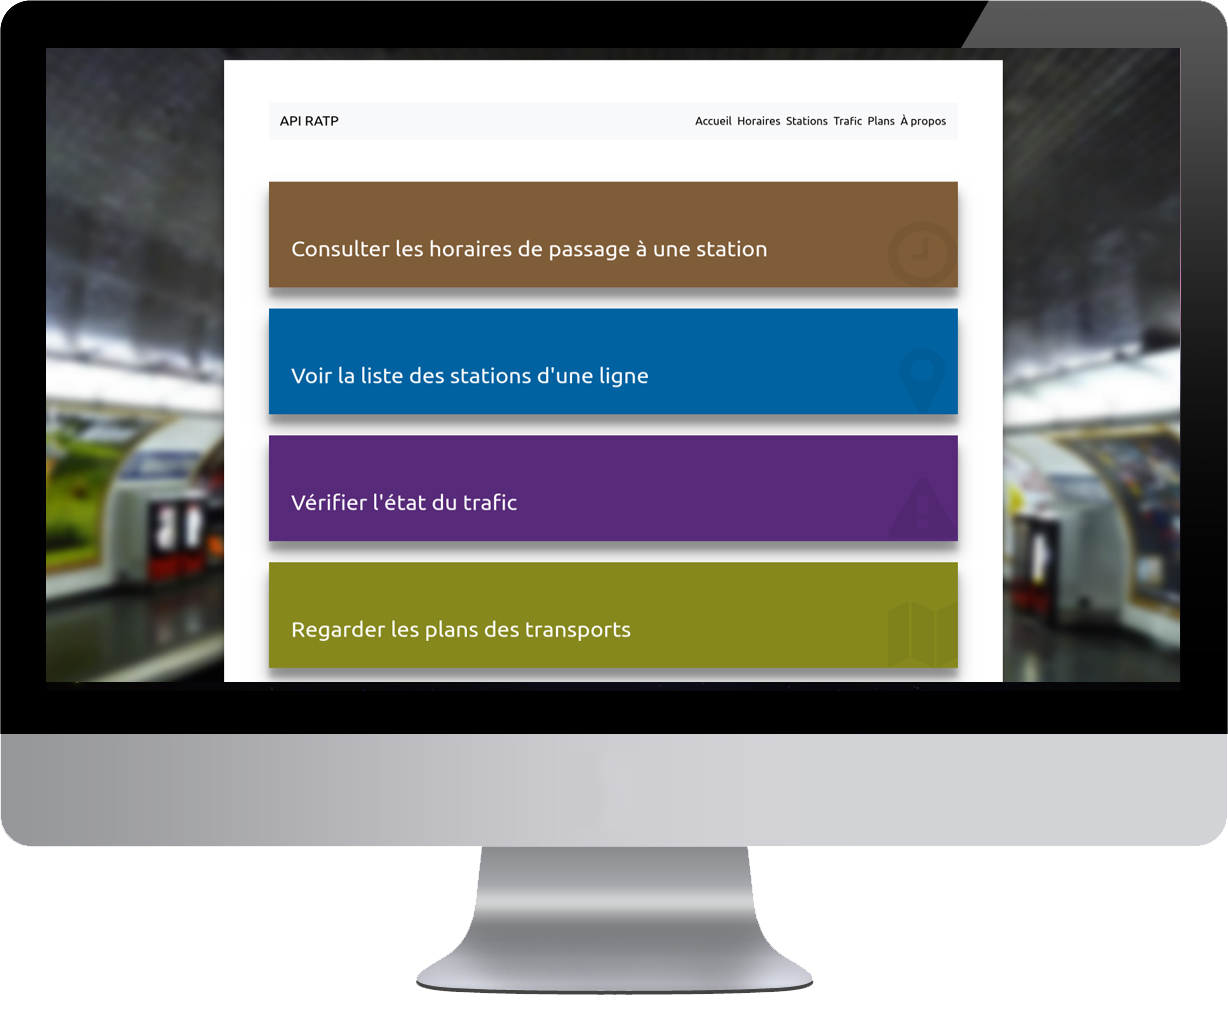 API RATP
Accueil Horaires Stations Trafic Plans À propos
Consulter les horaires de passage à une station
Voir la liste des stations d'une ligne
Vérifier l'état du trafic
Regarder les plans des transports